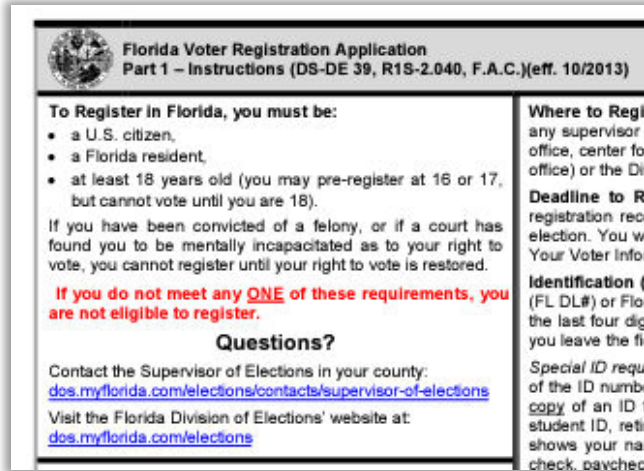 Florida Voter Registration Application
Part 1 – Instructions (DS-DE 39, R1S-2.040, F.A.C.)(eff. 10/2013)
To Register in Florida, you must be:
• a U.S. citizen,
• a Florida resident,
• at least 18 years old (you may pre-register at 16 or 17,
but cannot vote until you are 18).
If you have been convicted of a felony, or if a court has
found you to be mentally incapacitated as to your right to
vote, you cannot register until your right to vote is restored.
If you do not meet any ONE of these requirements, you
are not eligible to register.
Questions?
Contact the Supervisor of Elections in your county:
dos.myflorida.com/elections/contacts/supervisor-of-elections
Visit the Florida Division of Elections' website at:
dos.myflorida.com/elections
Where to Regi
any supervisor
office, center fo
office) or the Di
Deadline to R
registration rec
election. You w
Your Voter Info
Identification (
(FL DL#) or Flo
the last four dig
you leave the fi
Special ID requ
of the ID numbe
copy of an ID t
student ID, reti
shows your na
check, paychec